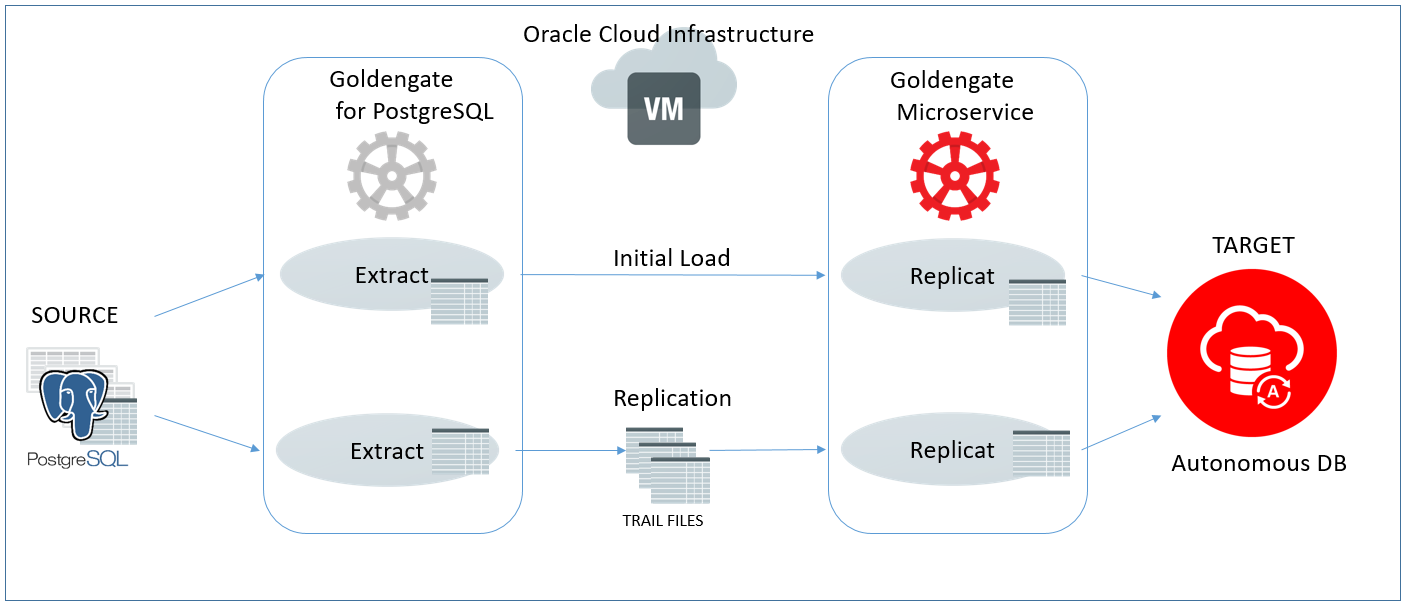 Oracle Cloud Infrastructure
VM
Goldengate
for PostgreSQL
Goldengate
Microservice
Extract
Initial Load
Replicat
SOURCE
PostgreSQL
TARGET
A
Autonomous DB
Extract
Replication
TRAIL FILES
Replicat